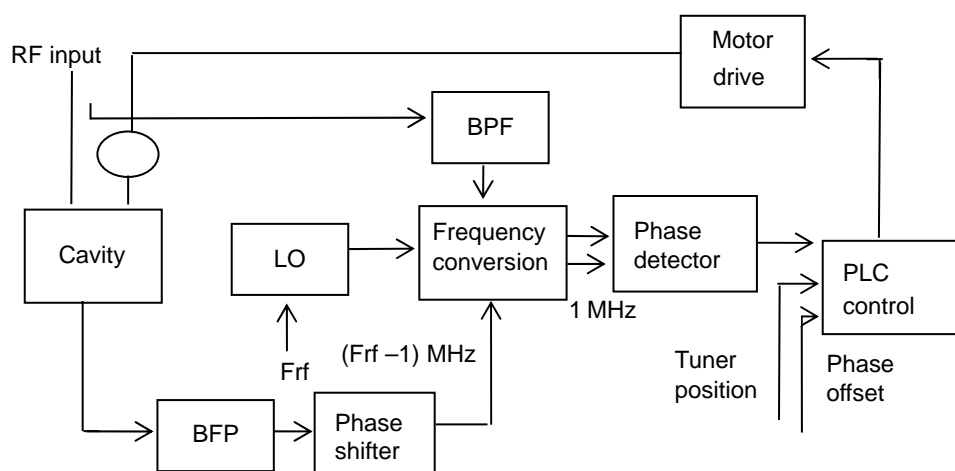 Motor
drive
RF input
BPF
Cavity
LO
Frequency
conversion
Phase
detector
PLC
control
1 MHz
Frf
(Frf –1) MHz
Tuner
position
Phase
offset
BFP
Phase
shifter